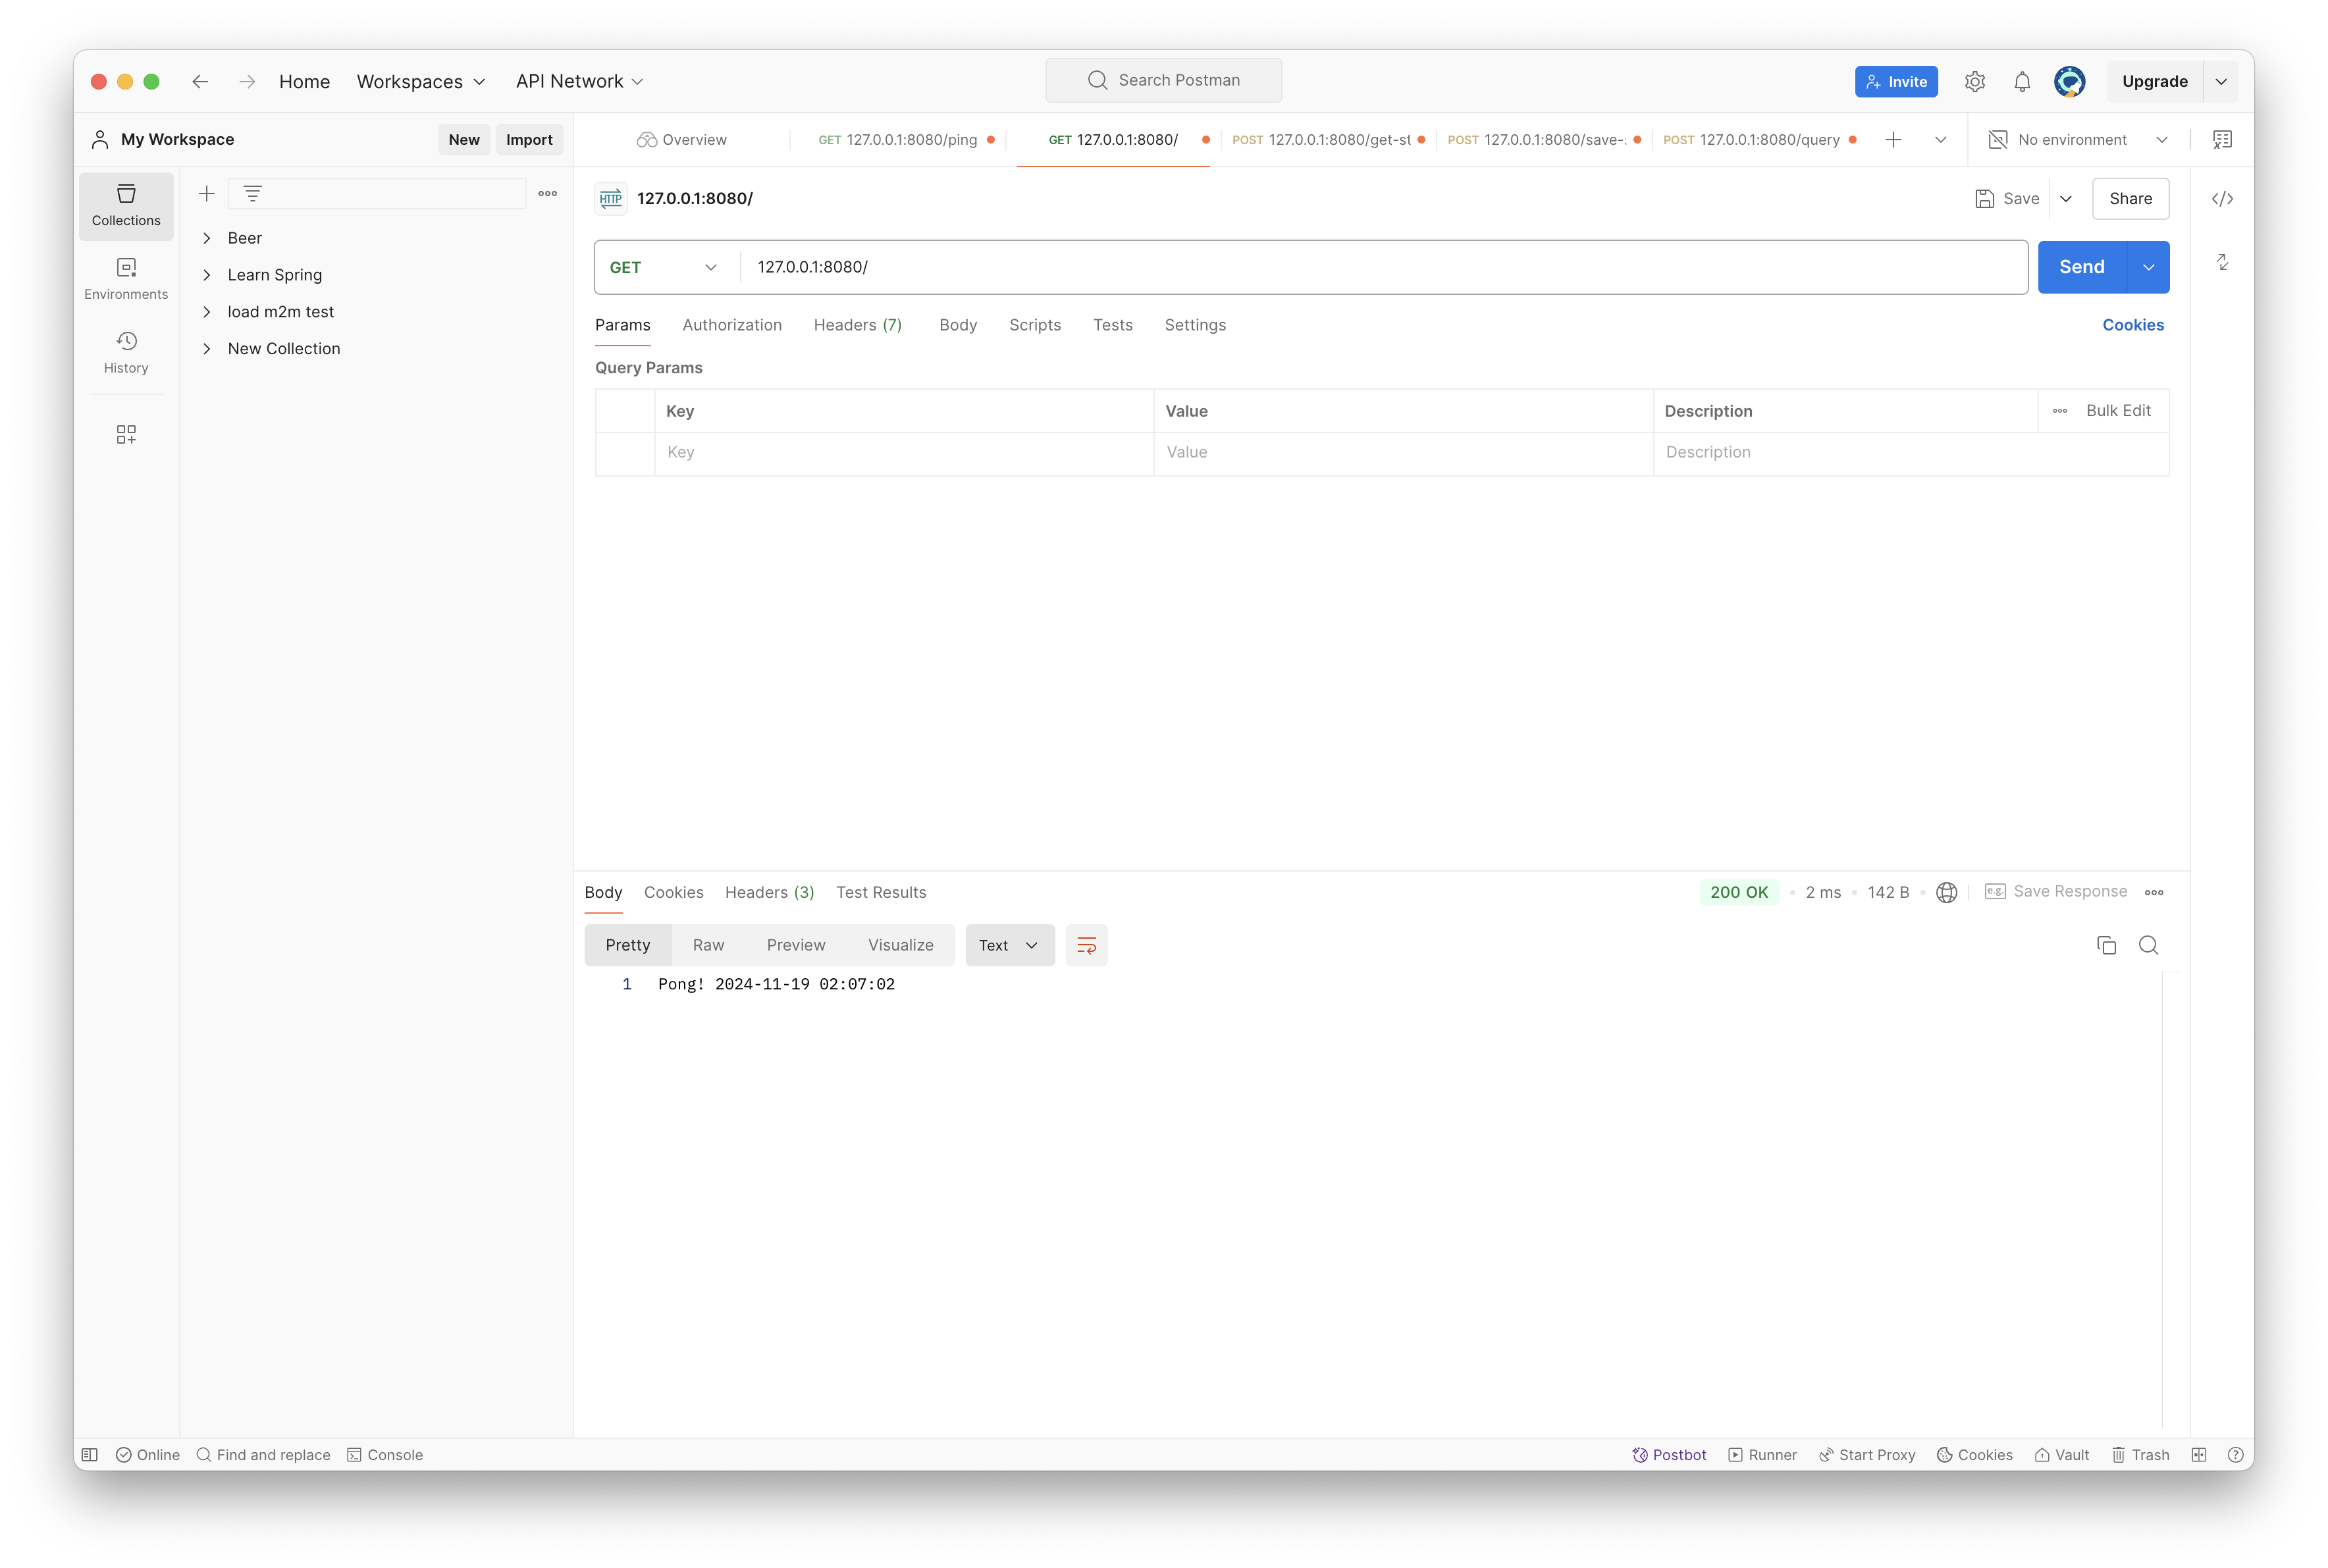 Home Workspaces API Network Search Postman Invite Upgrade
My Workspace New Import Overview GET 127.0.0.1:8080/ping GET 127.0.0.1:8080/ POST 127.0.0.1:8080/get-st POST 127.0.0.1:8080/save-: POST 127.0.0.1:8080/query No environment
Collections
Environments
History
Beer
Learn Spring
load m2m test
New Collection
HTTP 127.0.0.1:8080/ Save Share
GET 127.0.0.1:8080/ Send
Params Authorization Headers (7) Body Scripts Tests Settings Cookies
Query Params
Key Value Description Bulk Edit
Key Value Description
Body Cookies Headers (3) Test Results 200 OK 2 ms 142 B e.g. Save Response
Pretty Raw Preview Visualize Text
1 Pong! 2024-11-19 02:07:02
Online Find and replace Console Postbot Runner Start Proxy Cookies Vault Trash